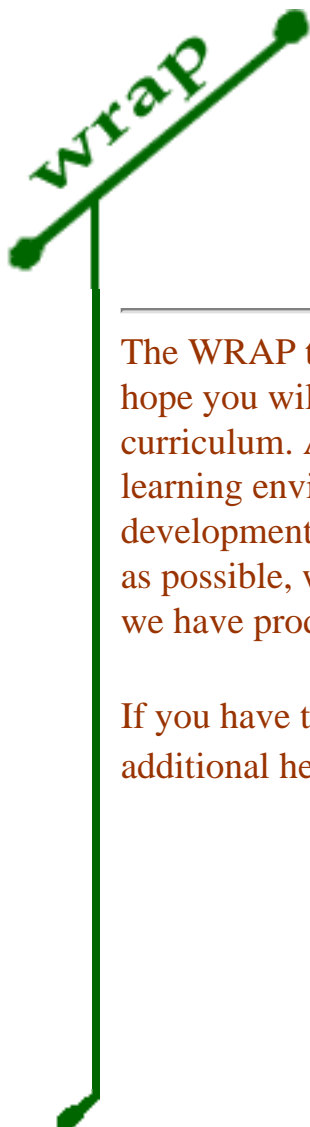 wrap
The WRAP t
hope you wil
curriculum. A
learning envi
development
as possible, w
we have prod
If you have t
additional he